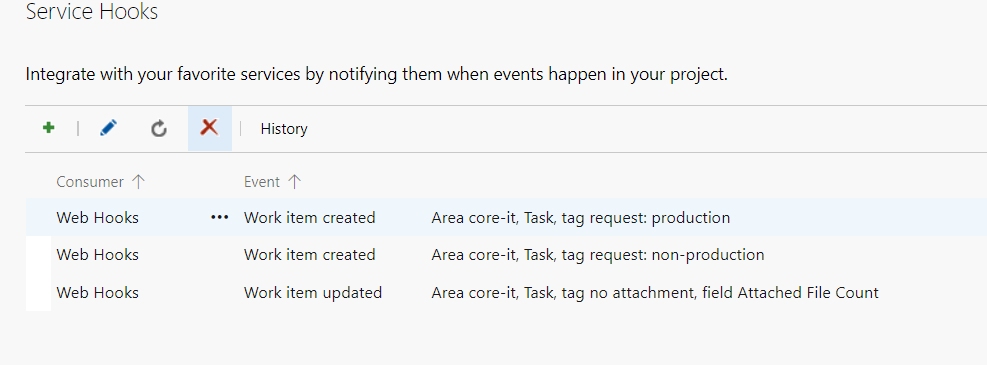 Service Hooks
Integrate with your favorite services by notifying them when events happen in your project.
History
Consumer Event
Web Hooks ••• Work item created Area core-it, Task, tag request: production
Web Hooks Work item created Area core-it, Task, tag request: non-production
Web Hooks Work item updated Area core-it, Task, tag no attachment, field Attached File Count